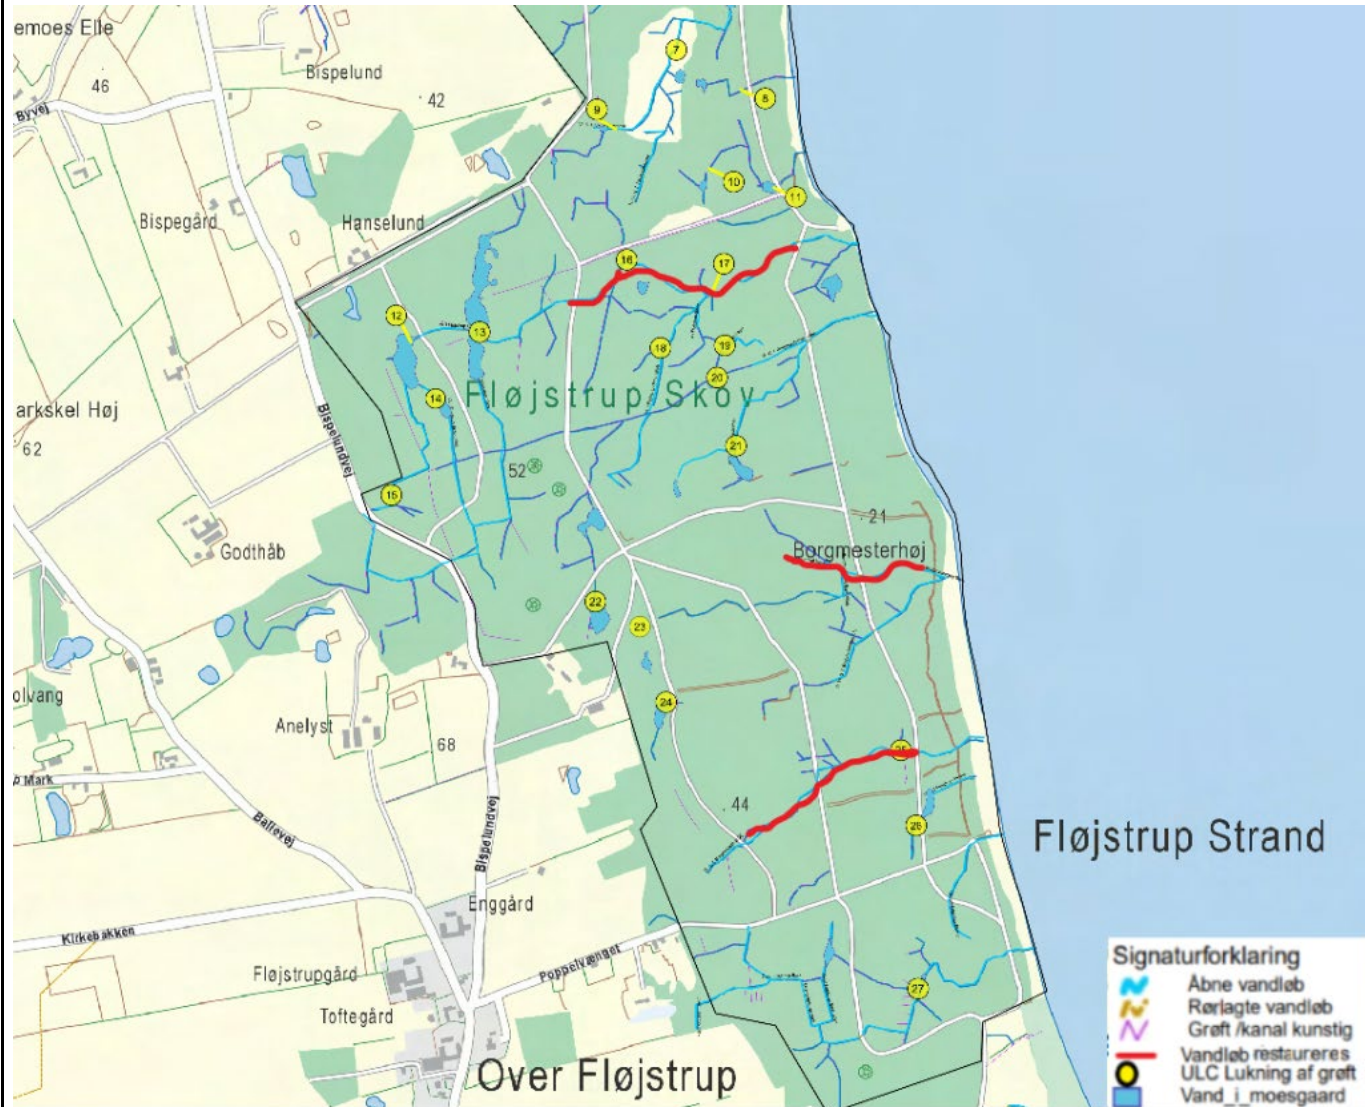 emoes Elle
Bispelund
46
42
Byvej
7
8
9
10
11
Bispegård
Hanselund
16
17
12
13
18
19
20
14
Fløjstrup Skov
arkskel Høj
62
Bispelundvej
21
52
15
21
Godthåb
Borgmesterhøj
22
23
olvang
24
Anelyst
68
Mark
25
44
26
Ballevej
Bispelundvej
Fløjstrup Strand
Enggård
Kirkebakken
Fløjstrupgård
Poppelvænget
27
Toftegård
Over Fløjstrup
Signaturforklaring
Åbne vandløb
Rørlagte vandløb
Grøft /kanal kunstig
Vandløb restaureres
ULC Lukning af grøft
Vand_i_moesgaard